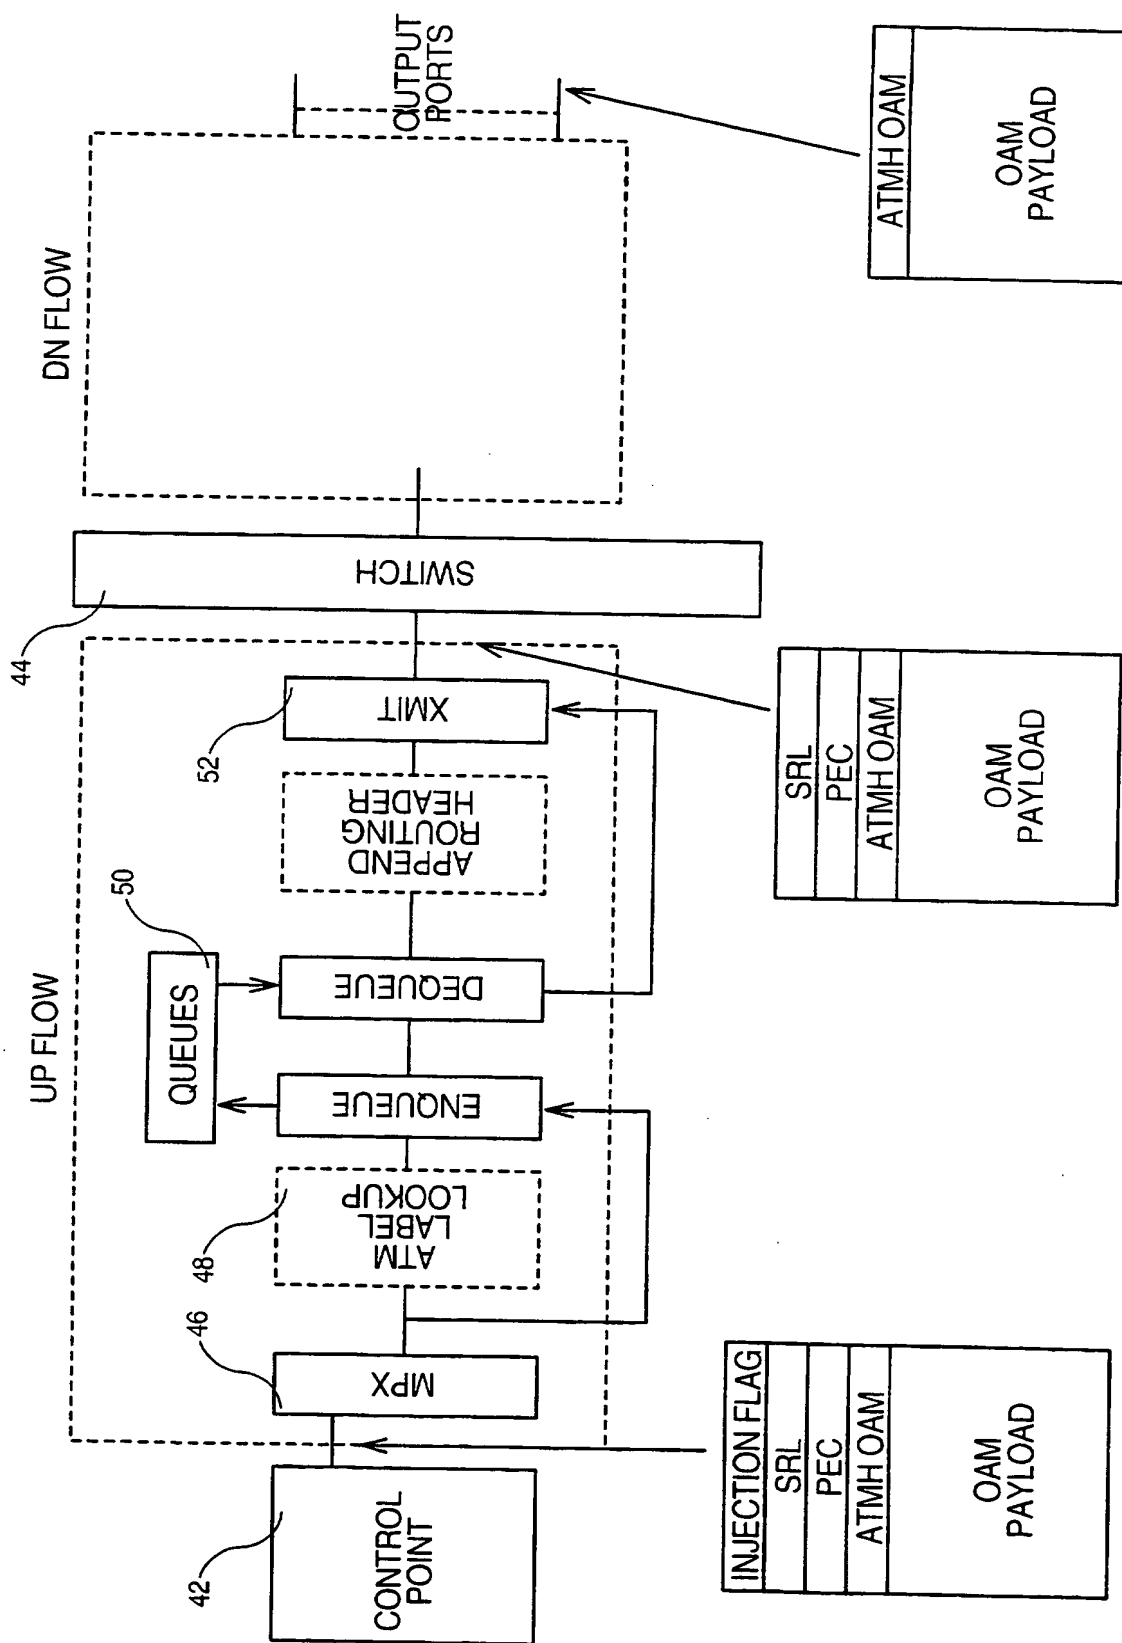 UP FLOW
DN FLOW
44
50
52
48
46
42
QUEUES
CONTROL
POINT
MPX
ATM
LABEL
LOOKUP
ENQUEUE
DEQUEUE
APPEND
ROUTING
HEADER
XMIT
SWITCH
OUTPUT
PORTS
INJECTION FLAG
SRL
PEC
ATMH OAM
OAM
PAYLOAD
SRL
PEC
ATMH OAM
OAM
PAYLOAD
ATMH OAM
OAM
PAYLOAD